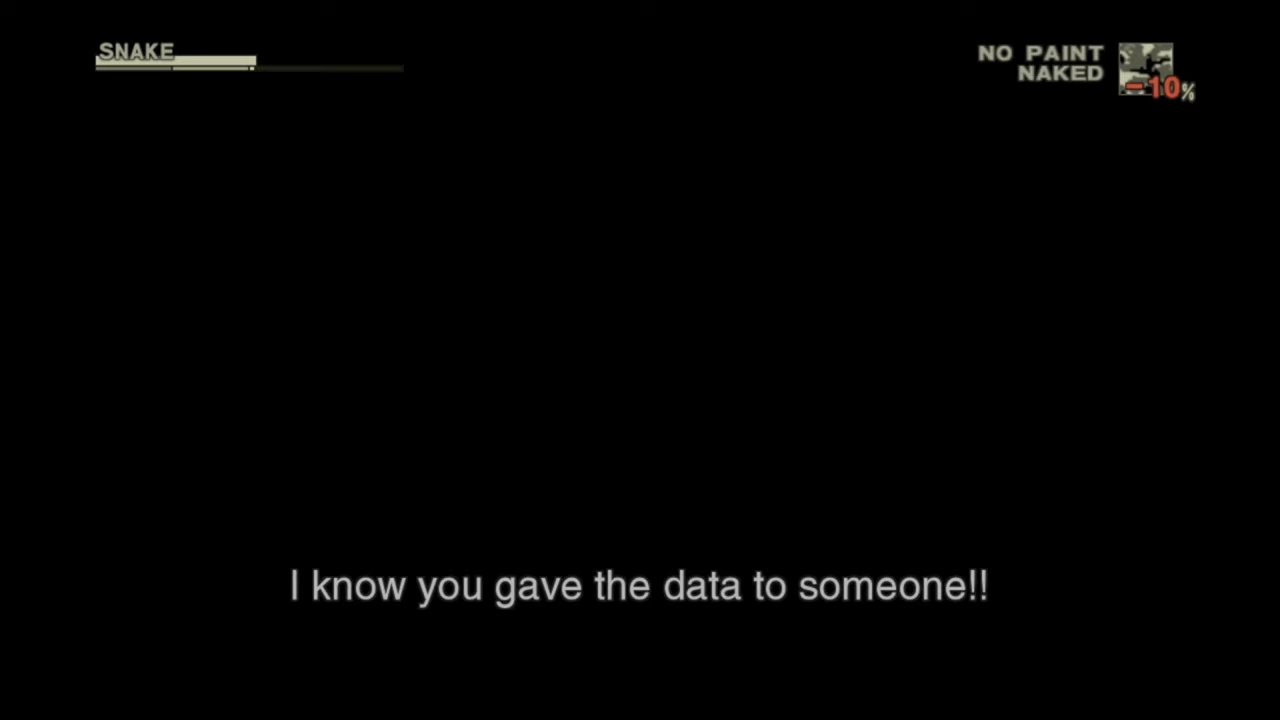 SNAKE
NO PAINT
NAKED
-10%
I know you gave the data to someone!!